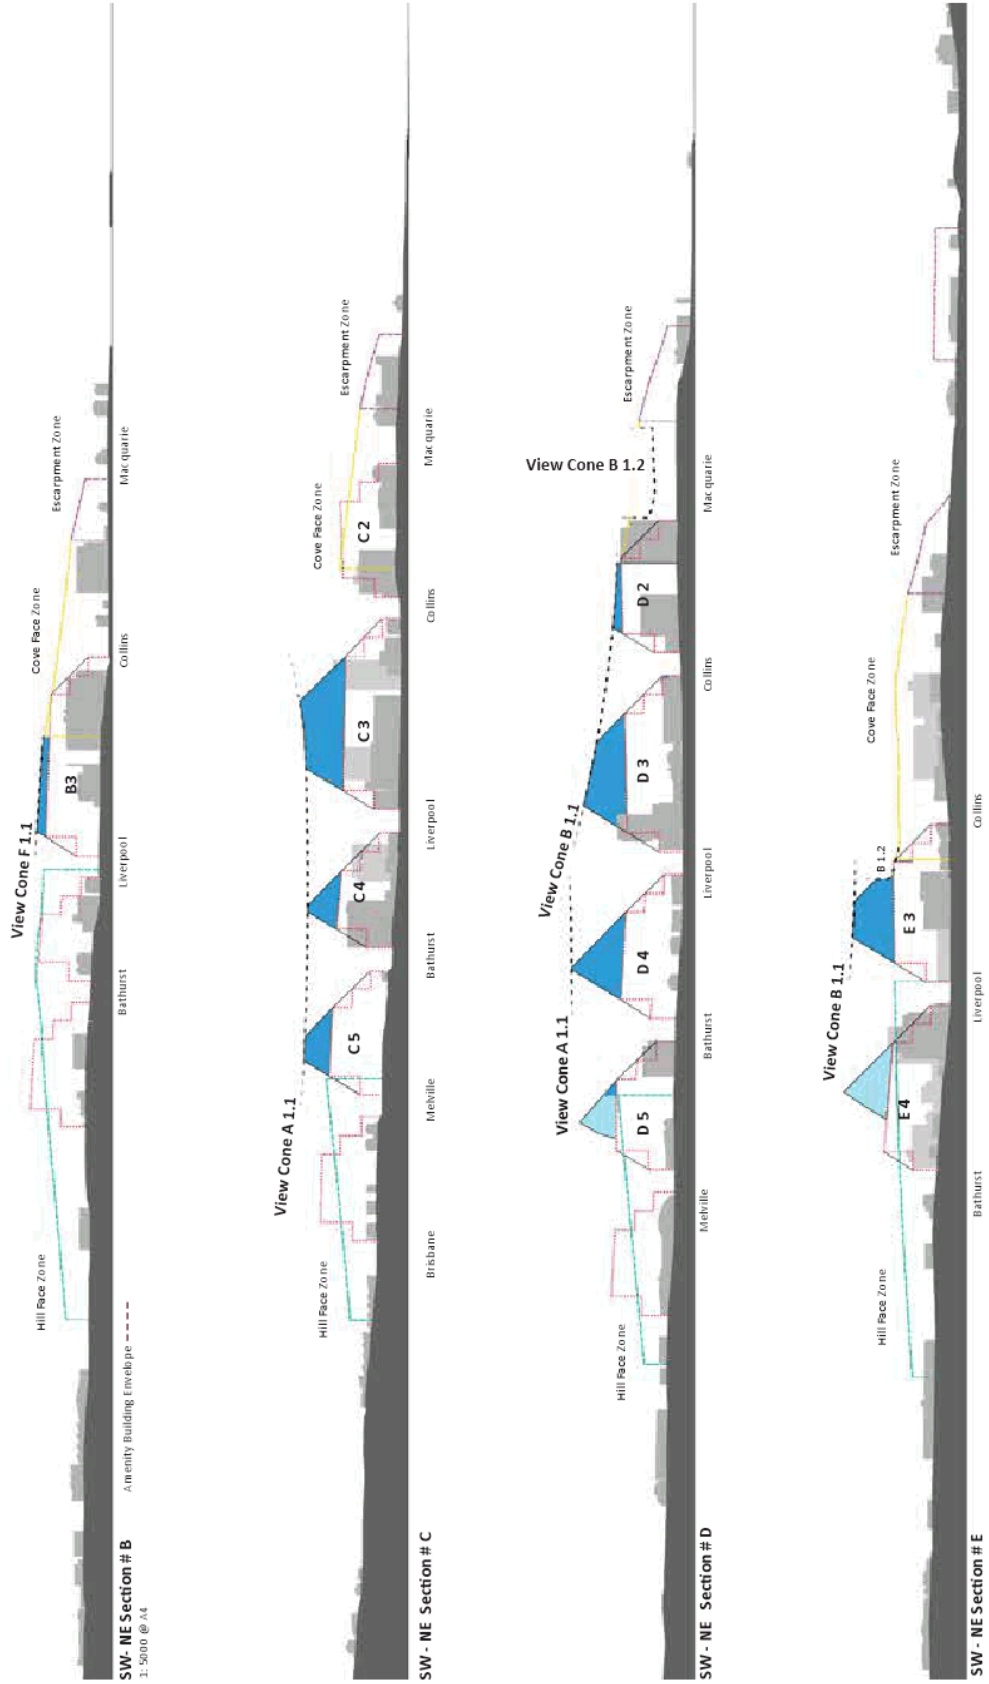 View Cone F 1.1
Hill Face Zone
Cove Face Zone
Escarpment Zone
B3
Bathurst
Liverpool
Collins
Macquarie
Amenity Building Envelope
SW - NE Section # B
1: 5000 @ A4
View Cone A 1.1
Hill Face Zone
Cove Face Zone
Escarpment Zone
C 5
C 4
C 3
C 2
Brisbane
Melville
Bathurst
Liverpool
Collins
Macquarie
SW - NE Section # C
View Cone A 1.1
View Cone B 1.1
View Cone B 1.2
Hill Face Zone
Escarpment Zone
D 5
D 4
D 3
D 2
Melville
Bathurst
Liverpool
Collins
Macquarie
SW - NE Section # D
View Cone B 1.1
B 1.2
Hill Face Zone
Cove Face Zone
Escarpment Zone
E 4
E 3
Bathurst
Liverpool
Collins
SW - NE Section # E